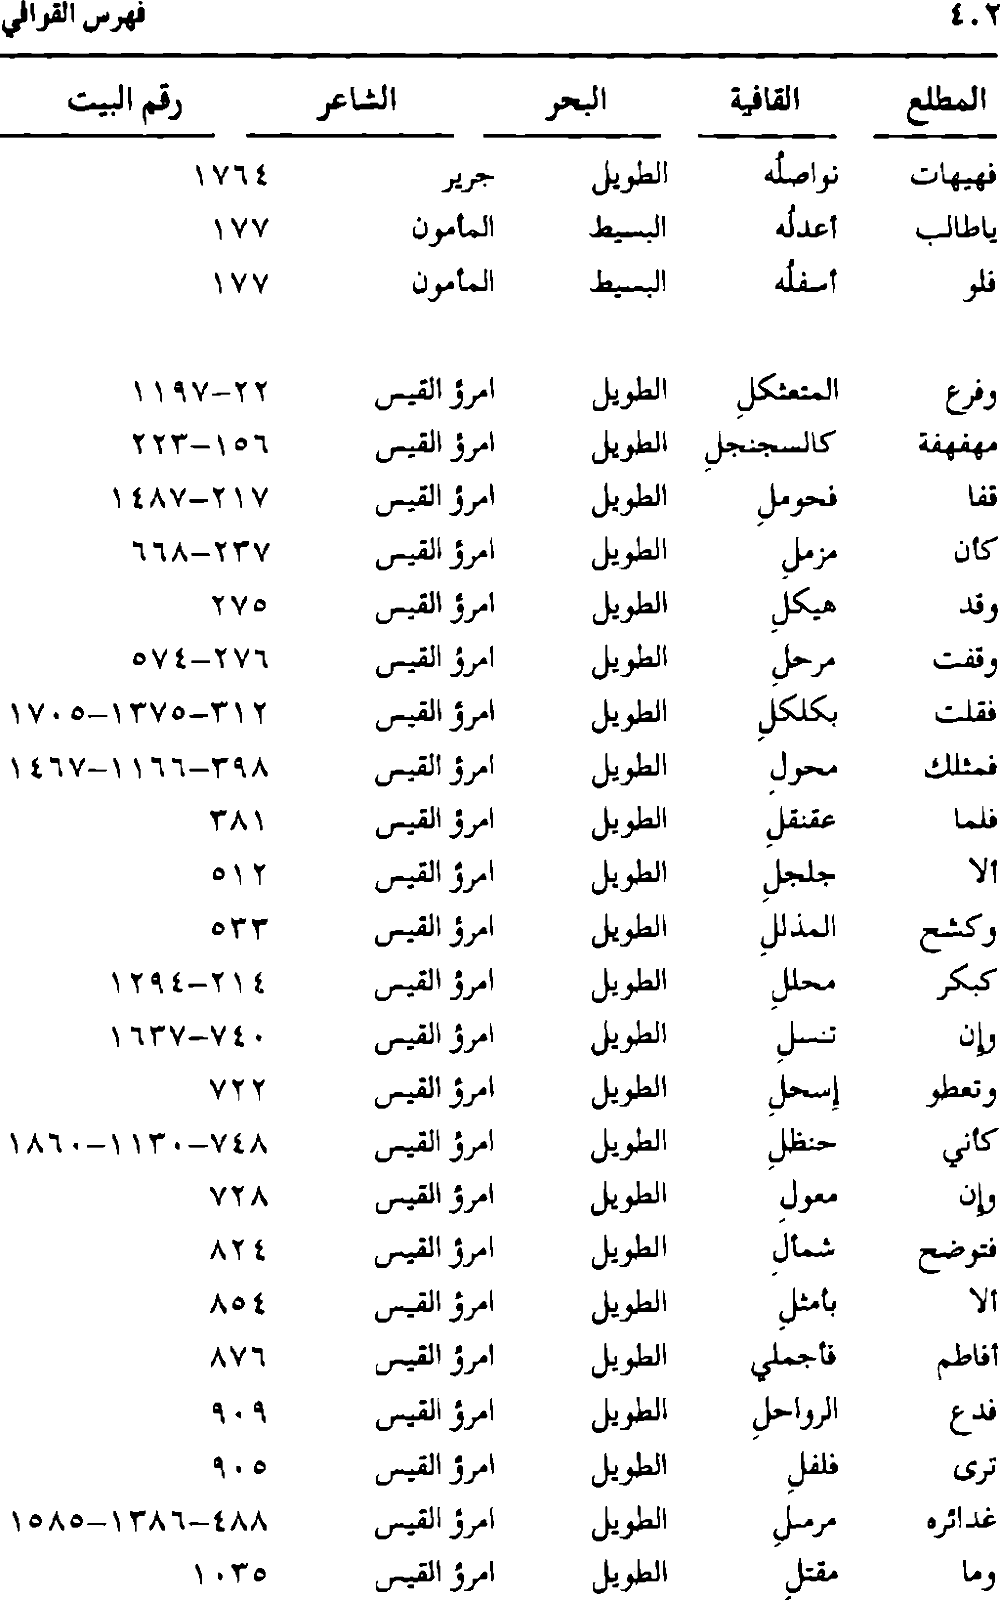 ٤٠٢ فهرس القوافي
المطلع القافية البحر الشاعر رقم البيت
فهيهات نواصلُه الطويل جرير ١٧٦٤
ياطالب أعدلُه البسيط المأمون ١٧٧
فلو أسفلُه البسيط المأمون ١٧٧
وفرع المتعثكلِ الطويل امرؤ القيس ٢٢–١١٩٧
مهفهفة كالسجنجلِ الطويل امرؤ القيس ١٥٦–٢٢٣
قفا فحوملِ الطويل امرؤ القيس ٢١٧–١٤٨٧
كأن مزملِ الطويل امرؤ القيس ٢٣٧–٦٦٨
وقد هيكلِ الطويل امرؤ القيس ٢٧٥
وقفت مرحلِ الطويل امرؤ القيس ٢٧٦–٥٧٤
فقلت بكلكلِ الطويل امرؤ القيس ٣١٢–١٣٧٥–١٧٠٥
فمثلك محولِ الطويل امرؤ القيس ٣٩٨–١١٦٦–١٤٦٧
فلما عقنقلِ الطويل امرؤ القيس ٣٨١
ألا جلجلِ الطويل امرؤ القيس ٥١٢
وكشح المذللِ الطويل امرؤ القيس ٥٣٣
كبكر محللِ الطويل امرؤ القيس ٢١٤–١٢٩٤
وإن تنسلِ الطويل امرؤ القيس ٧٤٠–١٦٣٧
وتعطو إسحلِ الطويل امرؤ القيس ٧٢٢
كأني حنظلِ الطويل امرؤ القيس ٧٤٨–١١٣٠–١٨٦٠
وإن معولِ الطويل امرؤ القيس ٧٢٨
فتوضح شمألِ الطويل امرؤ القيس ٨٢٤
ألا بأمثلِ الطويل امرؤ القيس ٨٥٤
أفاطم فأجملي الطويل امرؤ القيس ٨٧٦
فدع الرواحلِ الطويل امرؤ القيس ٩٠٩
ترى فلفلِ الطويل امرؤ القيس ٩٠٥
غدائره مرملِ الطويل امرؤ القيس ٤٨٨–١٣٨٦–١٥٨٥
وما مقتلِ الطويل امرؤ القيس ١٠٣٥